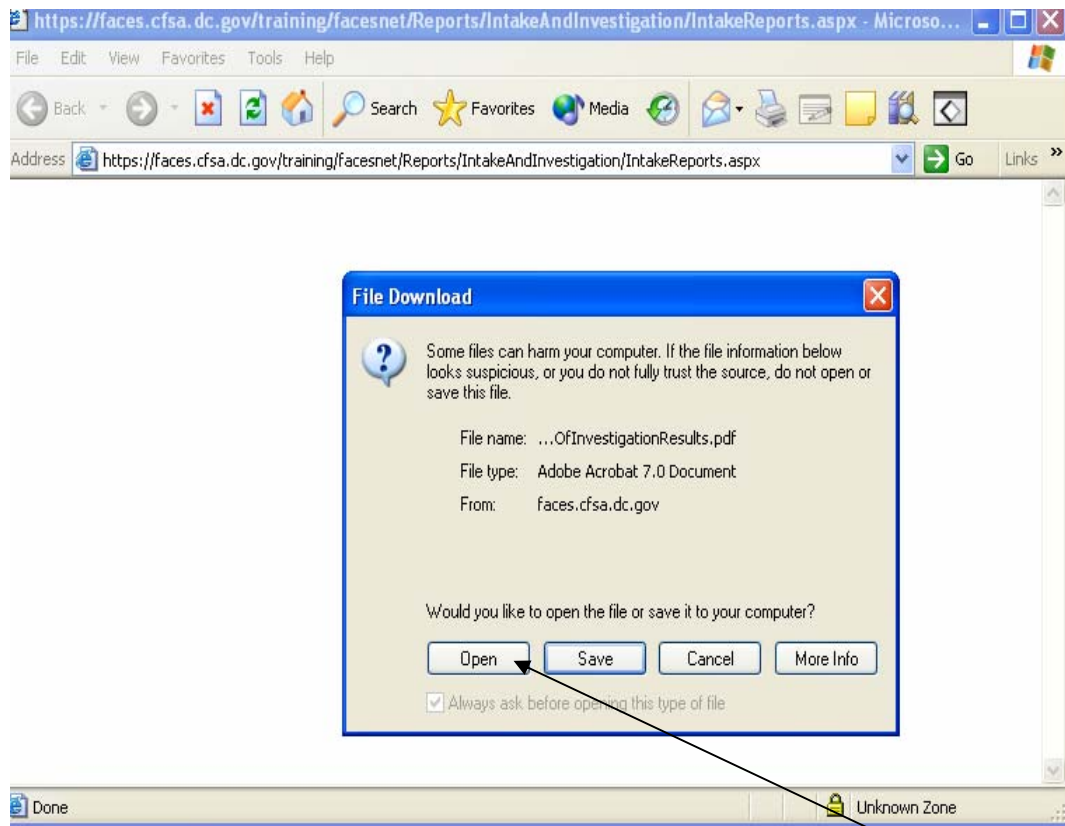 https://faces.cfsa.dc.gov/training/facesnet/Reports/IntakeAndInvestigation/IntakeReports.aspx - Microso...
File Edit View Favorites Tools Help
Back Search Favorites Media
Address https://faces.cfsa.dc.gov/training/facesnet/Reports/IntakeAndInvestigation/IntakeReports.aspx Go Links »
File Download
Some files can harm your computer. If the file information below
looks suspicious, or you do not fully trust the source, do not open or
save this file.
File name: ...OfInvestigationResults.pdf
File type: Adobe Acrobat 7.0 Document
From: faces.cfsa.dc.gov
Would you like to open the file or save it to your computer?
Open Save Cancel More Info
Always ask before opening this type of file
Done Unknown Zone